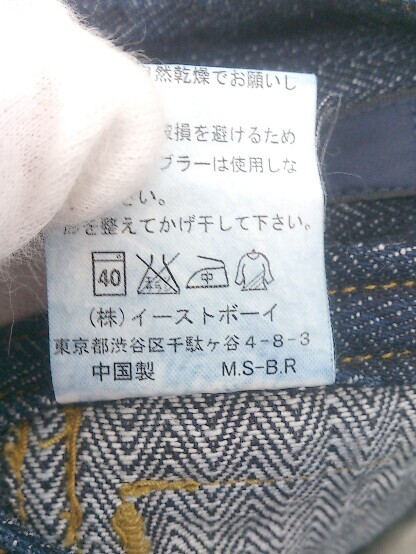 然乾燥でお願いし
破損を避けるため
ブラーは使用しな
い。
を整えてかげ干して下さい。
40 中
(株)イーストボーイ
東京都渋谷区千駄ヶ谷4-8-3
中国製 M.S-B.R